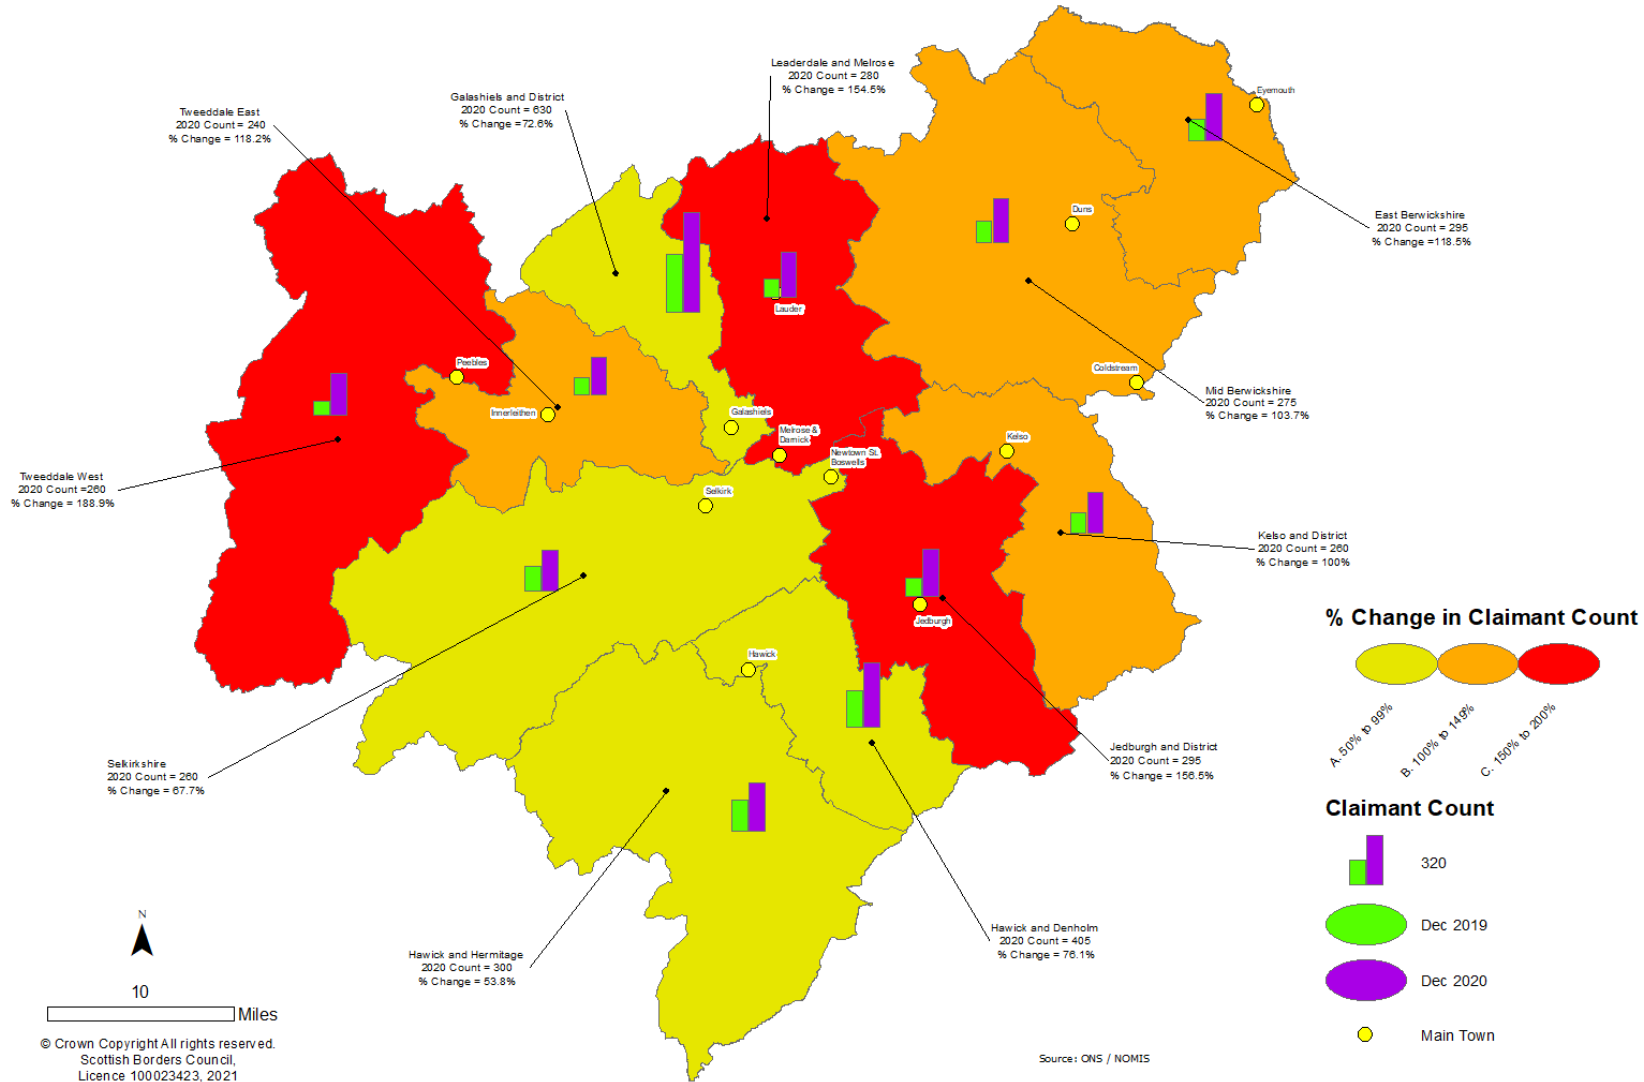 Leaderdale and Melrose
2020 Count = 280
% Change = 154.5%
Galashiels and District
2020 Count = 630
% Change =72.6%
Tweeddale East
2020 Count = 240
% Change = 118.2%
Eyemouth
East Berwickshire
2020 Count = 295
% Change =118.5%
Duns
Lauder
Peebles
Coldstream
Innerleithen
Galashiels
Mid Berwickshire
2020 Count = 275
% Change = 103.7%
Melrose &
Darnick
Kelso
Newtown St.
Boswells
Tweeddale West
2020 Count =260
% Change = 188.9%
Selkirk
Kelso and District
2020 Count = 260
% Change = 100%
Jedburgh
Hawick
% Change in Claimant Count
A. 50% to 99%
B. 100% to 149%
C. 150% to 200%
Selkirkshire
2020 Count = 260
% Change = 67.7%
Jedburgh and District
2020 Count = 295
% Change = 156.5%
Claimant Count
320
Dec 2019
Dec 2020
Main Town
Hawick and Denholm
2020 Count = 405
% Change = 76.1%
Hawick and Hermitage
2020 Count = 300
% Change = 53.8%
N
10
Miles
© Crown Copyright All rights reserved.
Scottish Borders Council,
Licence 100023423, 2021
Source: ONS / NOMIS